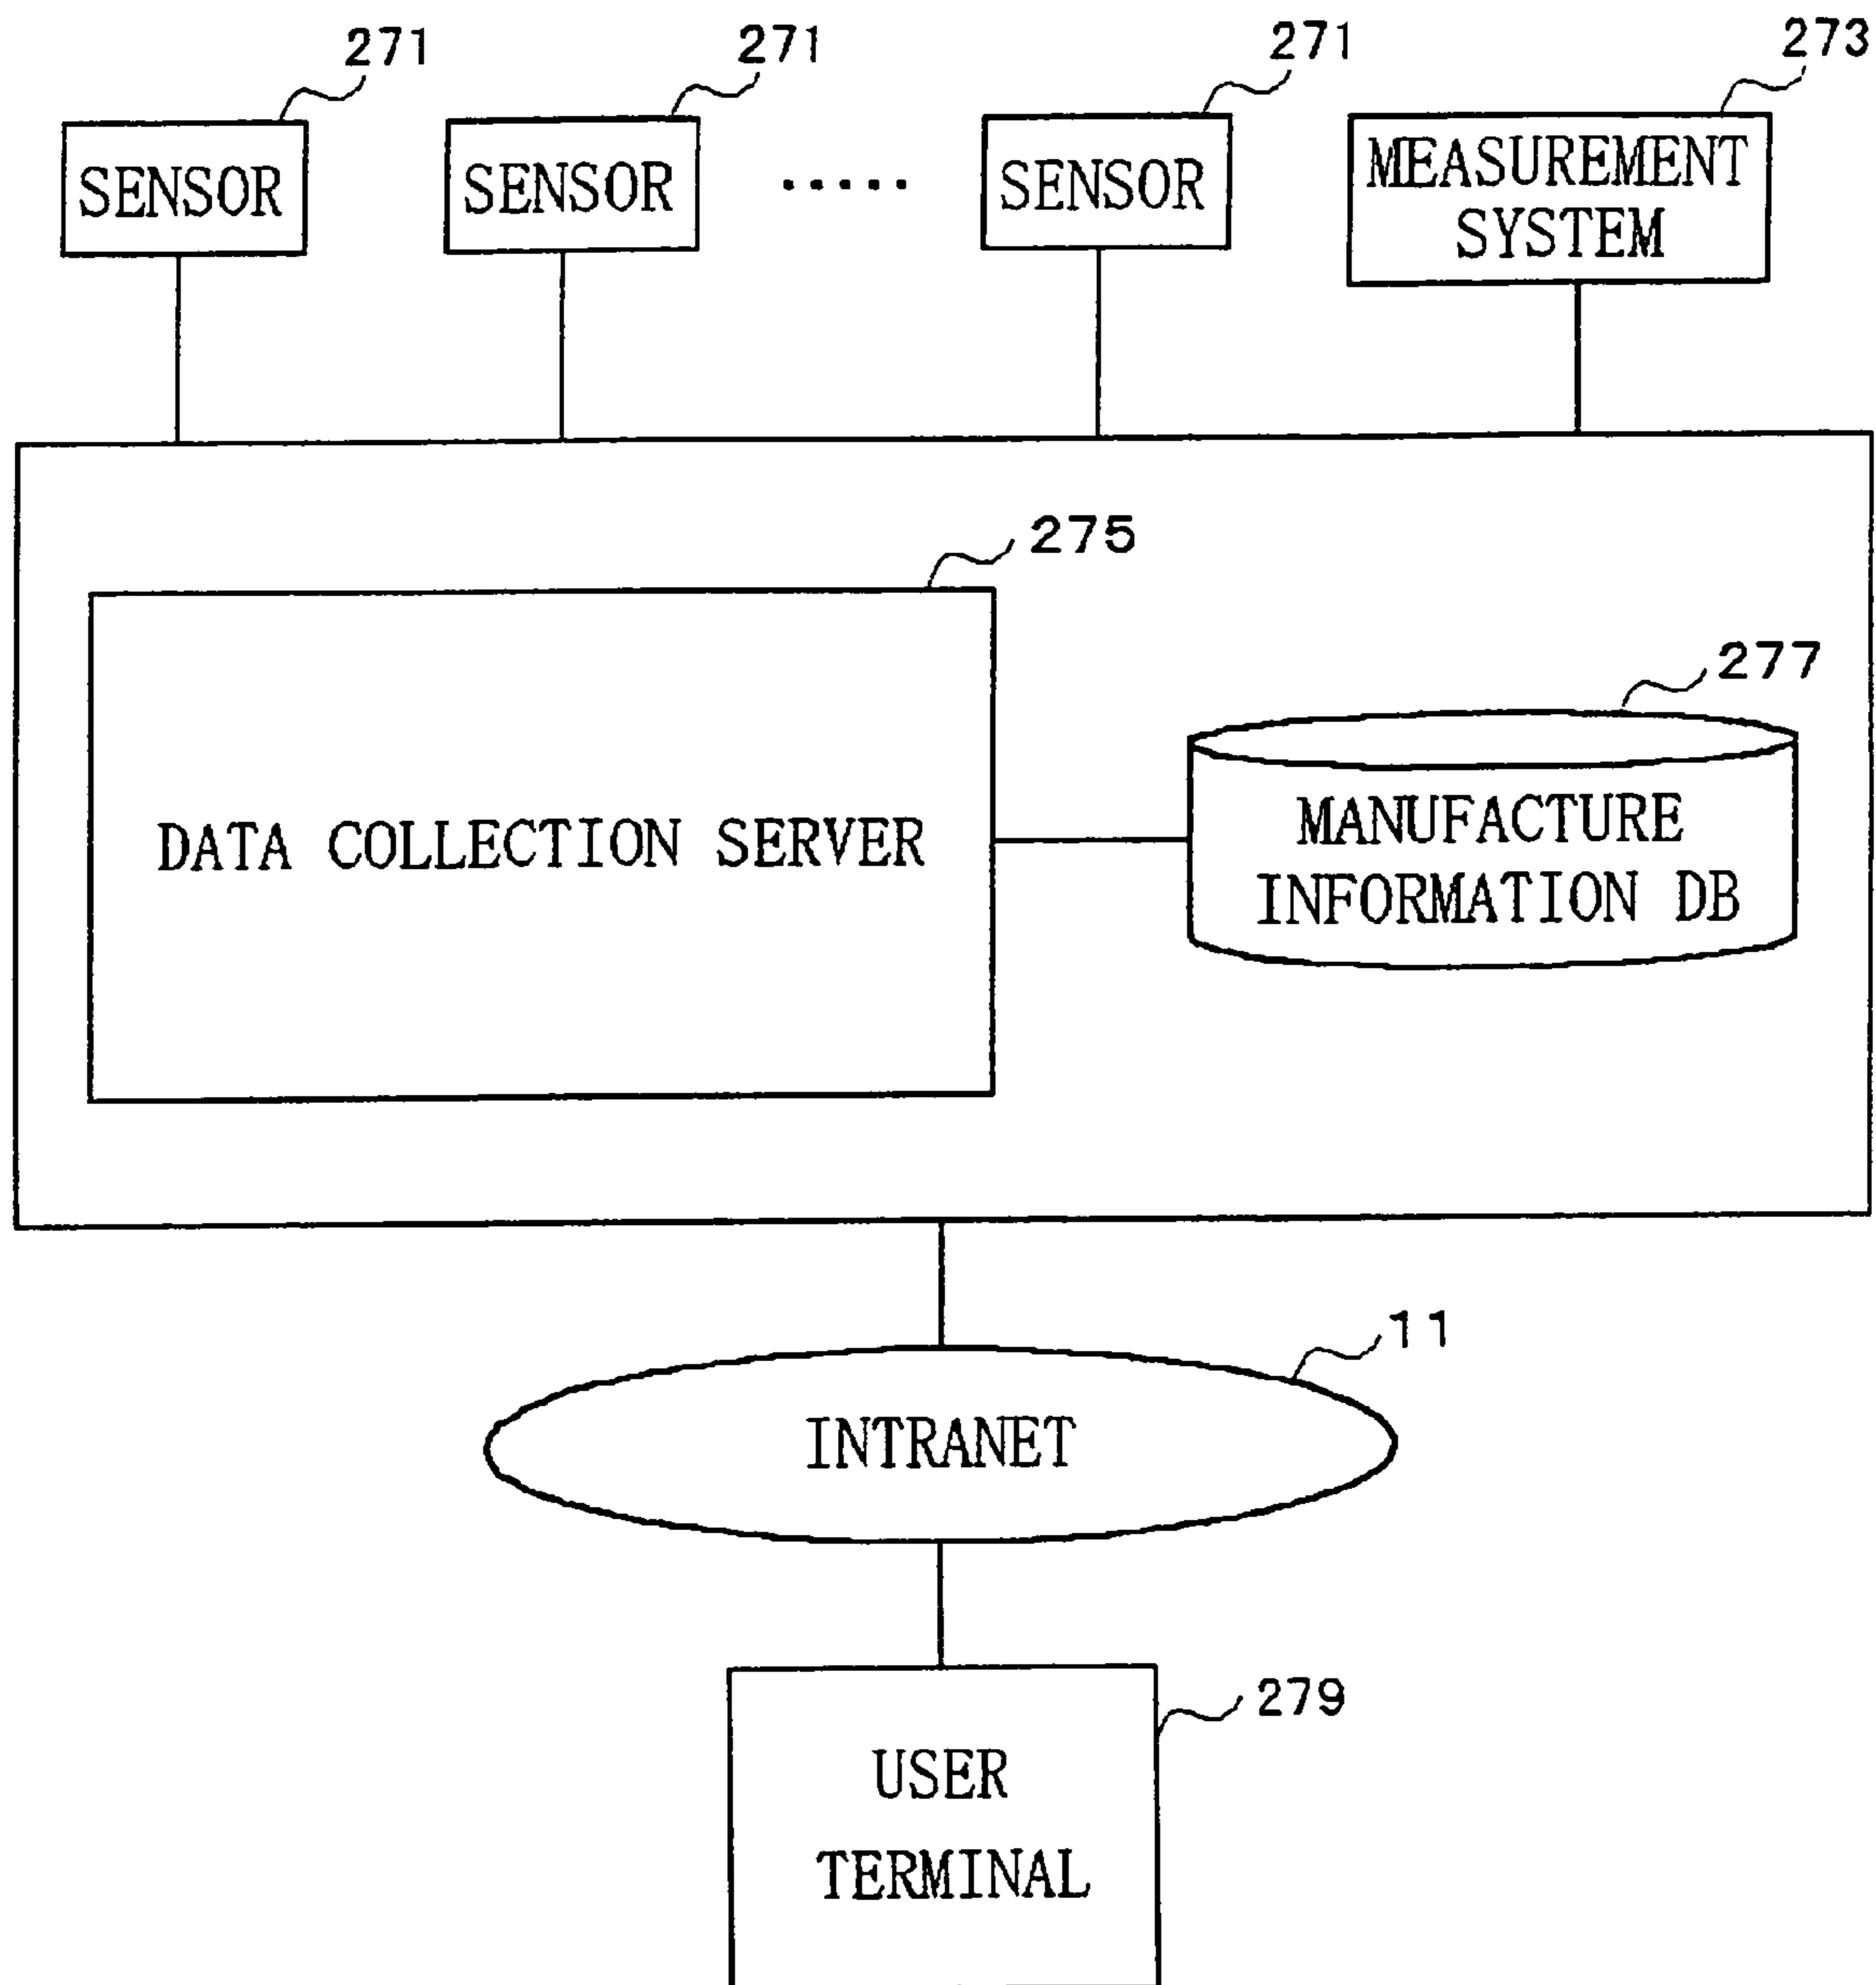 271
271
271
273
SENSOR
SENSOR
.....
SENSOR
MEASUREMENT
SYSTEM
275
277
DATA COLLECTION SERVER
MANUFACTURE
INFORMATION DB
11
INTRANET
279
USER
TERMINAL